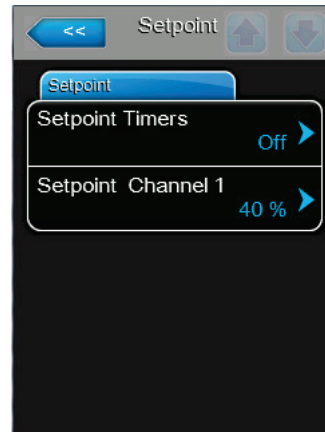 << Setpoint
Setpoint
Setpoint Timers
Off
Setpoint Channel 1
40 %